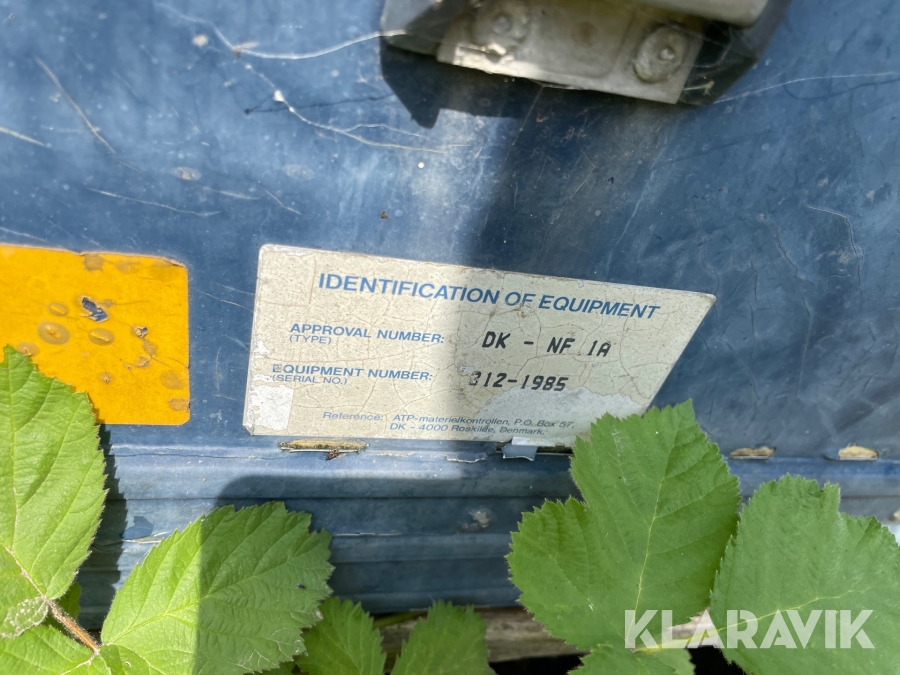 IDENTIFICATION OF EQUIPMENT
APPROVAL NUMBER: DK - NF 1A
(TYPE)
EQUIPMENT NUMBER: 312-1985
(SERIAL NO.)
Reference: ATP-materielkontrollen, P.O. Box 57,
DK - 4000 Roskilde, Denmark.
KLARAVIK